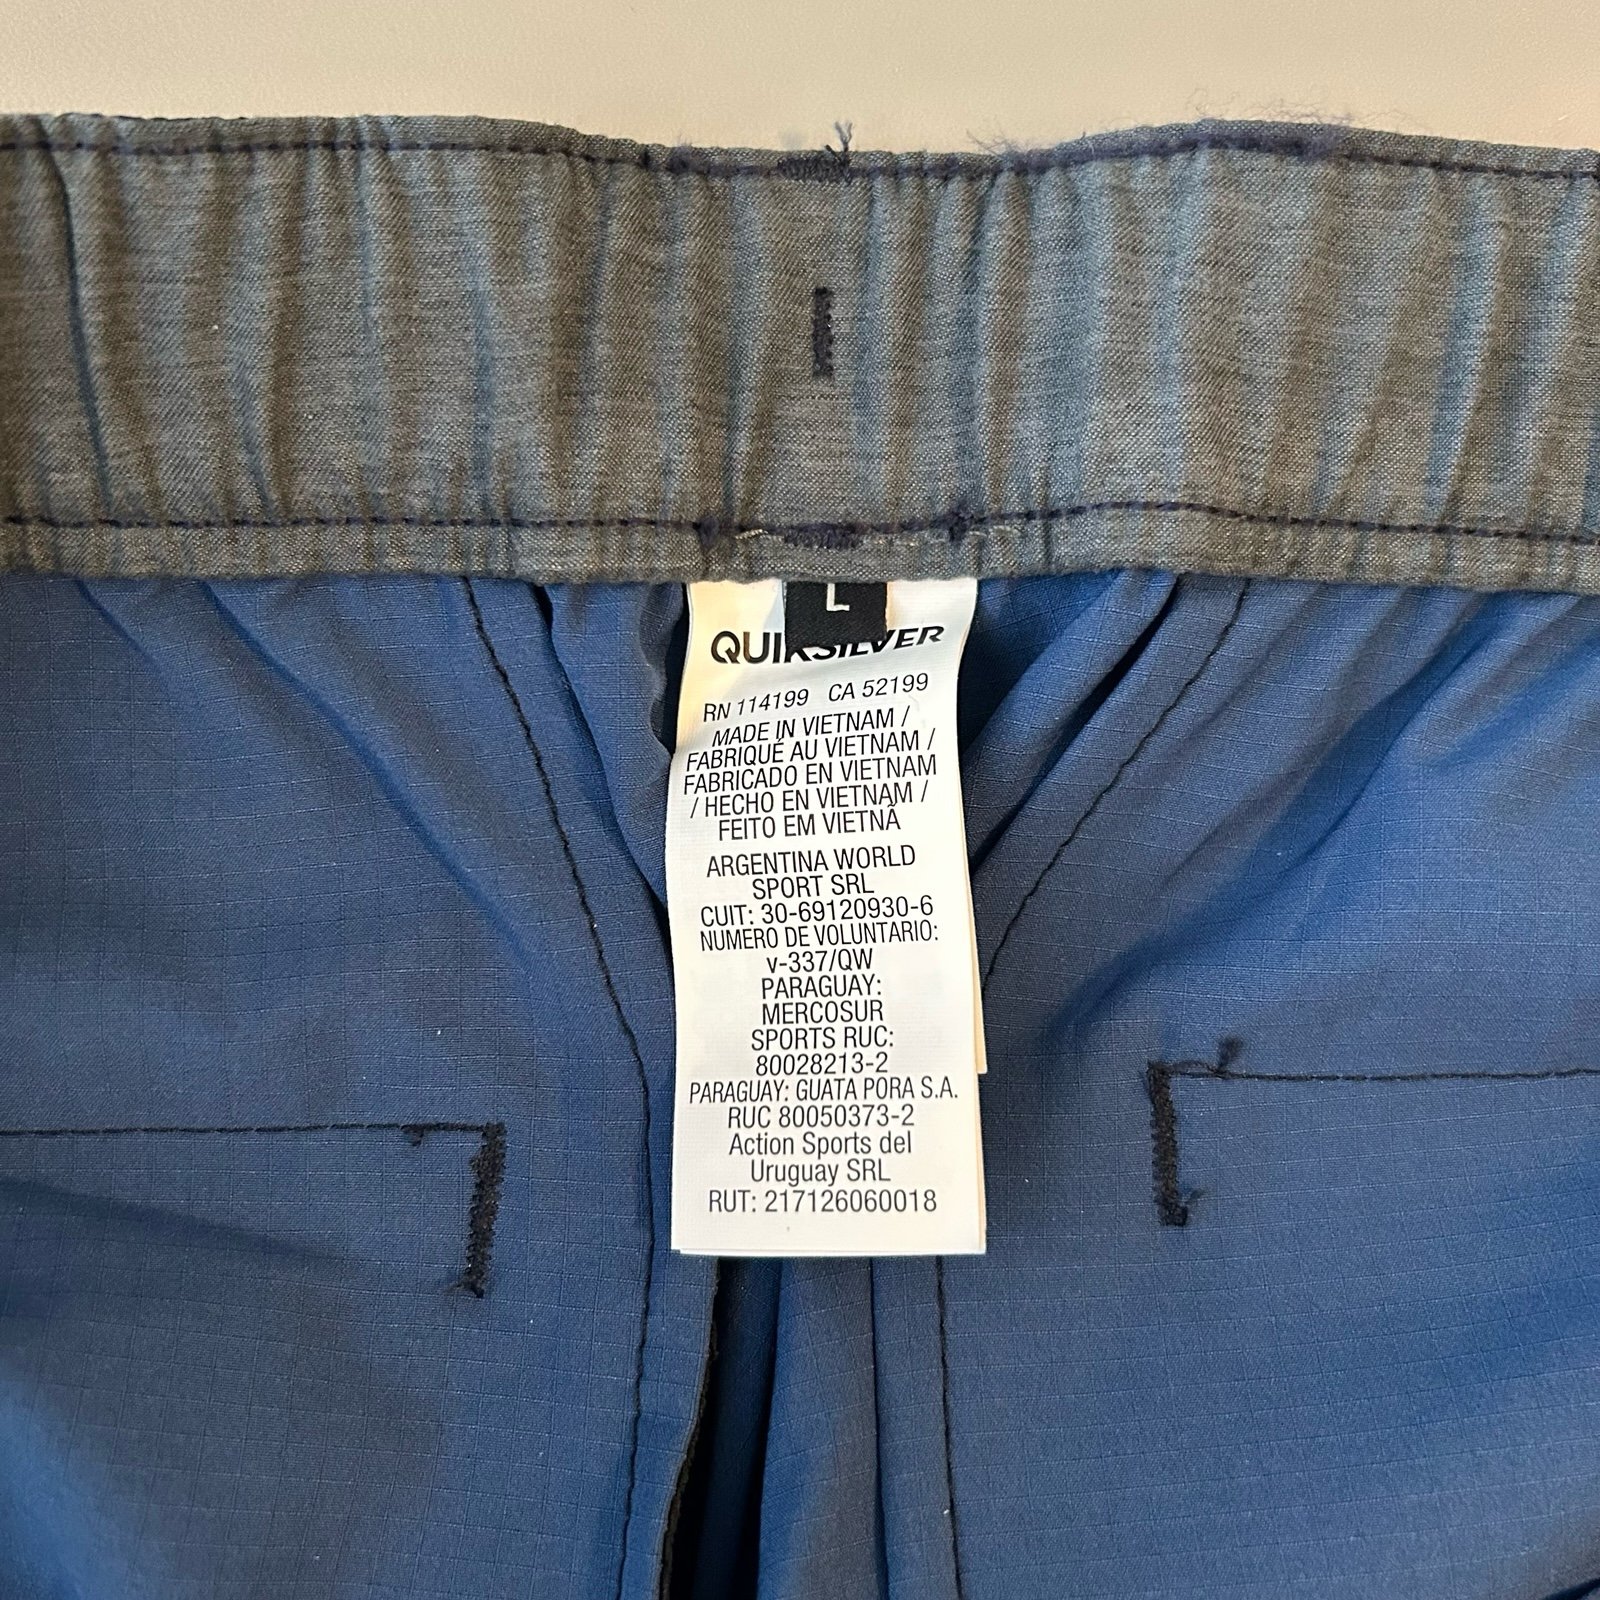 L
QUIKSILVER
RN 114199 CA 52199
MADE IN VIETNAM /
FABRIQUÉ AU VIETNAM /
FABRICADO EN VIETNAM
/ HECHO EN VIETNAM /
FEITO EM VIETNÃ
ARGENTINA WORLD
SPORT SRL
CUIT: 30-69120930-6
NUMERO DE VOLUNTARIO:
v-337/QW
PARAGUAY:
MERCOSUR
SPORTS RUC:
80028213-2
PARAGUAY: GUATA PORA S.A.
RUC 80050373-2
Action Sports del
Uruguay SRL
RUT: 217126060018